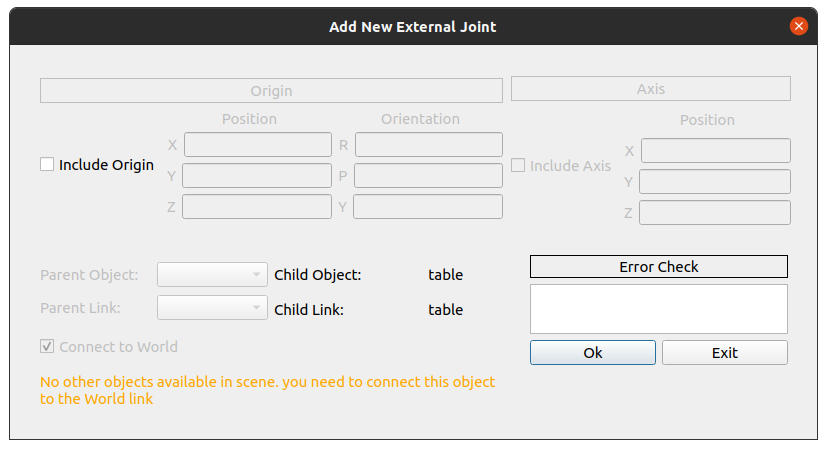 Add New External Joint
Origin
Axis
Position Orientation
Position
X R
Include Origin
Y P
Z Y
X
Include Axis
Y
Z
Parent Object: Child Object: table
Parent Link: Child Link: table
Connect to World
No other objects available in scene. you need to connect this object
to the World link
Error Check
Ok Exit